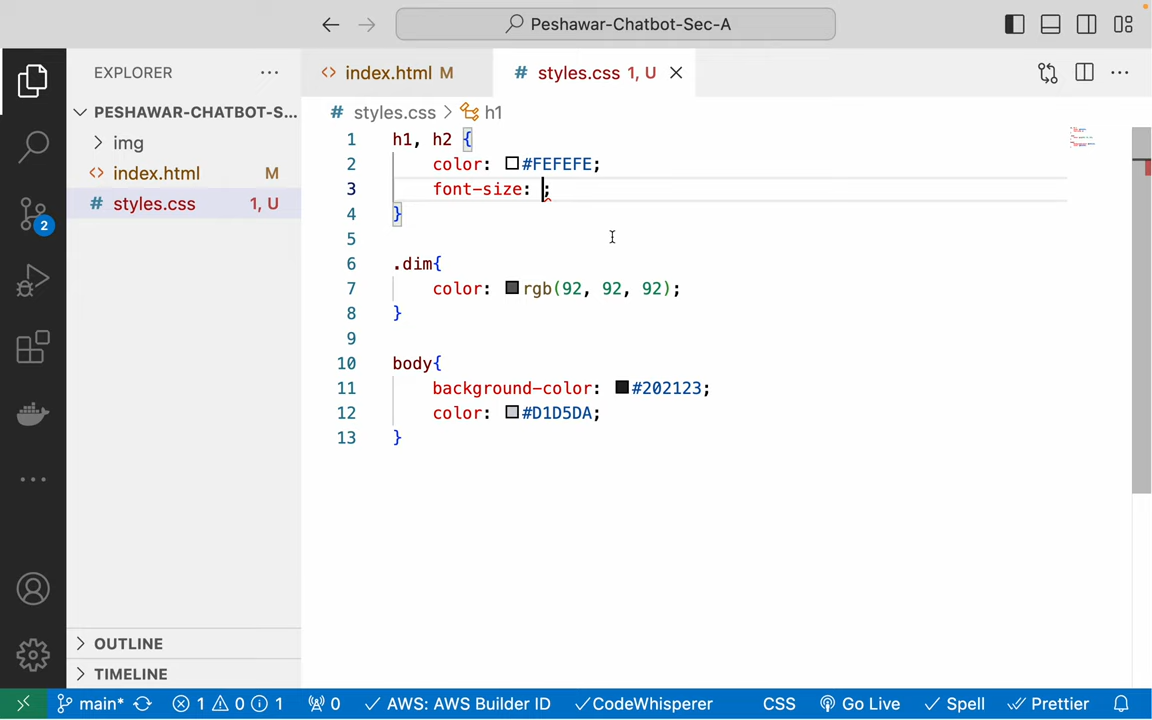 Peshawar-Chatbot-Sec-A
EXPLORER
PESHAWAR-CHATBOT-S...
img
index.html M
styles.css 1, U
OUTLINE
TIMELINE
2
index.html M
styles.css 1, U
styles.css > h1
1 h1, h2 {
2 color: #FEFEFE;
3 font-size: ;
4 }
5
6 .dim{
7 color: rgb(92, 92, 92);
8 }
9
10 body{
11 background-color: #202123;
12 color: #D1D5DA;
13 }
main* 1 0 1 0 AWS: AWS Builder ID CodeWhisperer CSS Go Live Spell Prettier